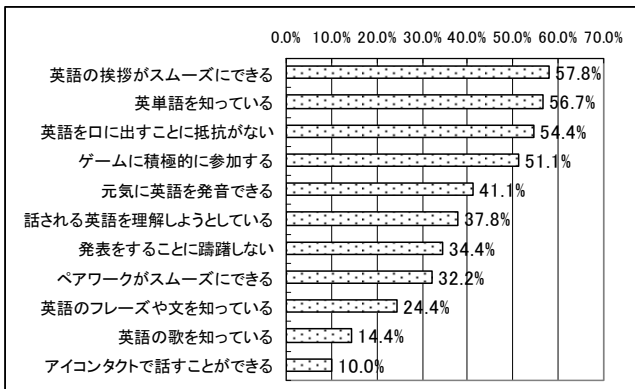 0.0% 10.0% 20.0% 30.0% 40.0% 50.0% 60.0% 70.0%
英語の挨拶がスムーズにできる 57.8%
英単語を知っている 56.7%
英語を口に出すことに抵抗がない 54.4%
ゲームに積極的に参加する 51.1%
元気に英語を発音できる 41.1%
話される英語を理解しようとしている 37.8%
発表をすることに躊躇しない 34.4%
ペアワークがスムーズにできる 32.2%
英語のフレーズや文を知っている 24.4%
英語の歌を知っている 14.4%
アイコンタクトで話すことができる 10.0%